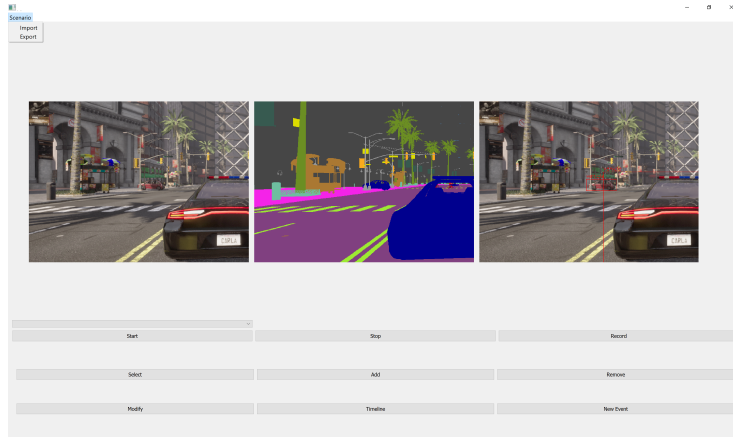 Scenario
Import
Export
CARLA
CARLA
Start
Stop
Record
Select
Add
Remove
Modify
Timeline
New Event